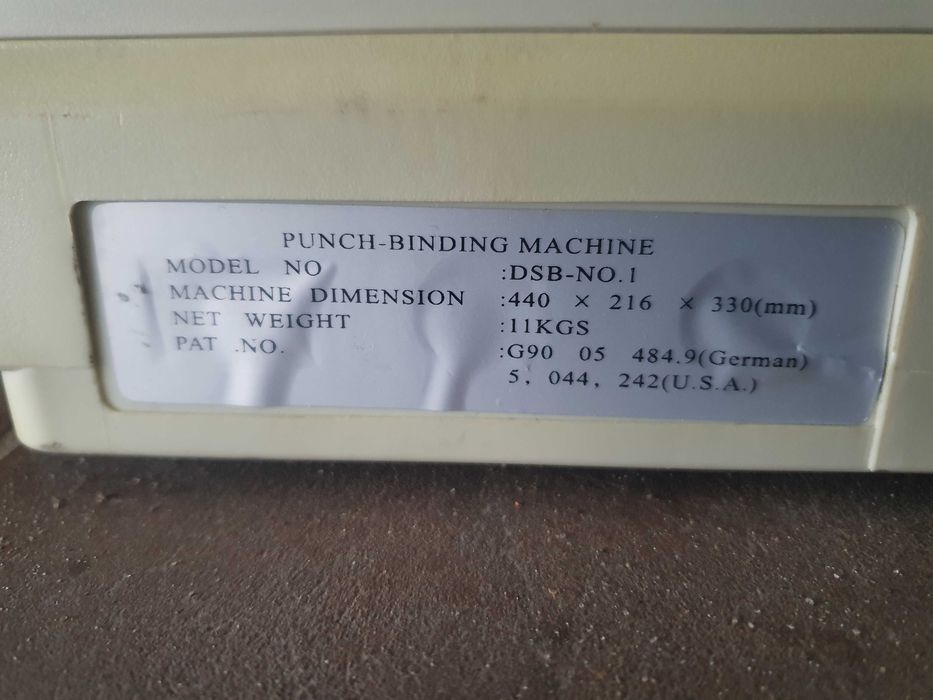 PUNCH-BINDING MACHINE
MODEL NO :DSB-NO.1
MACHINE DIMENSION :440 × 216 × 330(mm)
NET WEIGHT :11KGS
PAT .NO. :G90 05 484.9(German)
5, 044, 242(U.S.A.)